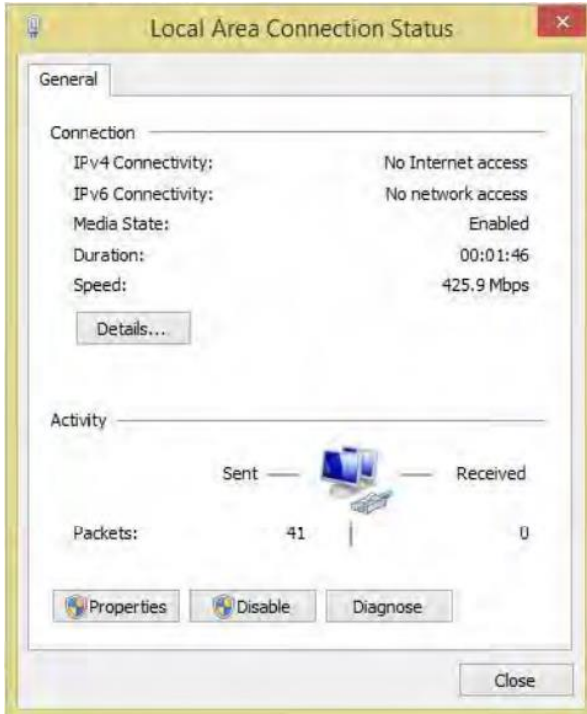 Local Area Connection Status
General
Connection
IPv4 Connectivity: No Internet access
IPv6 Connectivity: No network access
Media State: Enabled
Duration: 00:01:46
Speed: 425.9 Mbps
Details...
Activity
Sent Received
Packets: 41 0
Properties Disable Diagnose
Close